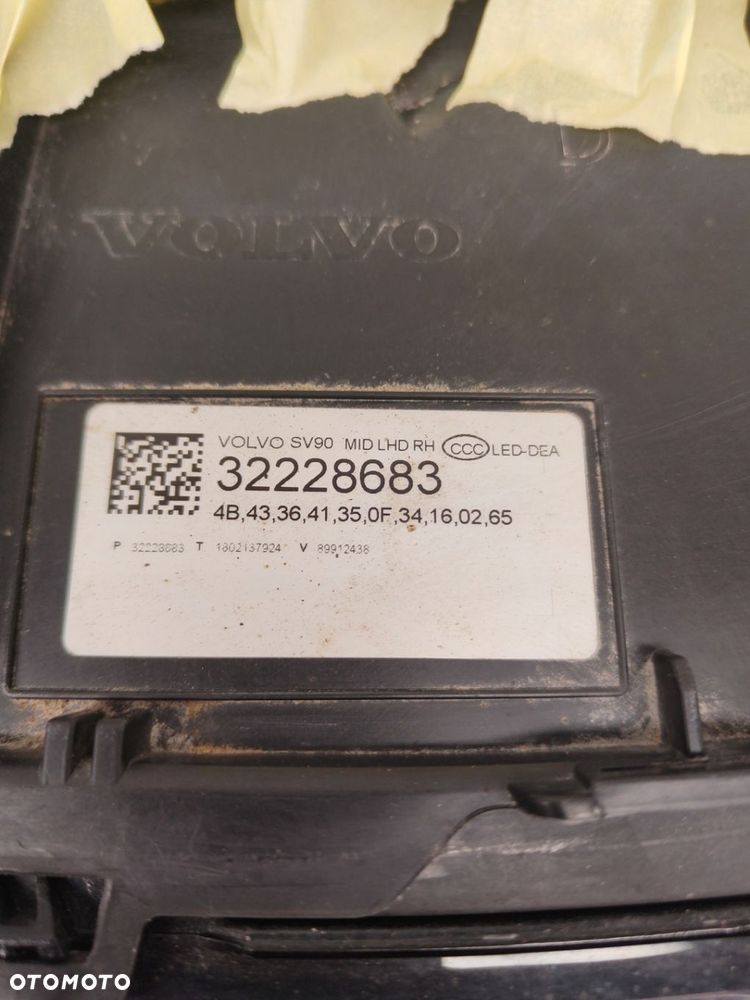 D
VOLVO
VOLVO SV90 MID LHD RH CCC LED-DEA
32228683
4B,43,36,41,35,0F,34,16,02,65
P 32228683 T 1802137924 V 89912438
OTOMOTO